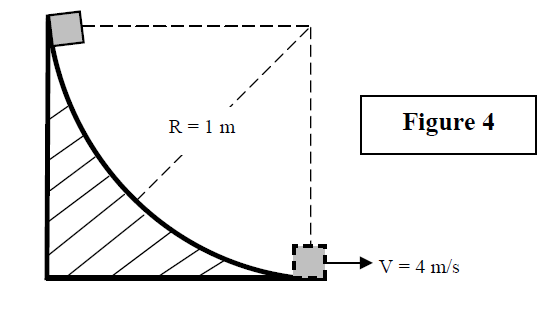 R = 1 m
Figure 4
V = 4 m/s